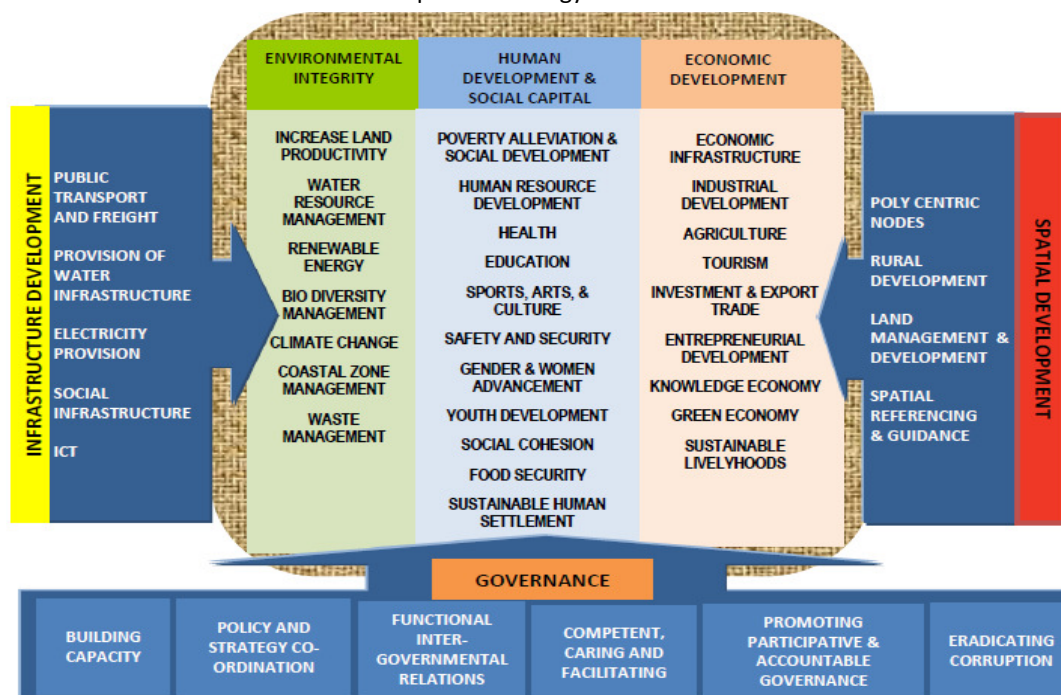 INFRASTRUCTURE DEVELOPMENT
PUBLIC
TRANSPORT
AND FREIGHT
PROVISION OF
WATER
INFRASTRUCTURE
ELECTRICITY
PROVISION
SOCIAL
INFRASTRUCTURE
ICT
ENVIRONMENTAL
INTEGRITY
INCREASE LAND
PRODUCTIVITY
WATER
RESOURCE
MANAGEMENT
RENEWABLE
ENERGY
BIO DIVERSITY
MANAGEMENT
CLIMATE CHANGE
COASTAL ZONE
MANAGEMENT
WASTE
MANAGEMENT
HUMAN
DEVELOPMENT &
SOCIAL CAPITAL
POVERTY ALLEVIATION &
SOCIAL DEVELOPMENT
HUMAN RESOURCE
DEVELOPMENT
HEALTH
EDUCATION
SPORTS, ARTS, &
CULTURE
SAFETY AND SECURITY
GENDER & WOMEN
ADVANCEMENT
YOUTH DEVELOPMENT
SOCIAL COHESION
FOOD SECURITY
SUSTAINABLE HUMAN
SETTLEMENT
ECONOMIC
DEVELOPMENT
ECONOMIC
INFRASTRUCTURE
INDUSTRIAL
DEVELOPMENT
AGRICULTURE
TOURISM
INVESTMENT & EXPORT
TRADE
ENTREPRENEURIAL
DEVELOPMENT
KNOWLEDGE ECONOMY
GREEN ECONOMY
SUSTAINABLE
LIVELYHOODS
POLY CENTRIC
NODES
RURAL
DEVELOPMENT
LAND
MANAGEMENT &
DEVELOPMENT
SPATIAL
REFERENCING
& GUIDANCE
SPATIAL DEVELOPMENT
GOVERNANCE
BUILDING
CAPACITY
POLICY AND
STRATEGY CO-
ORDINATION
FUNCTIONAL
INTER-
GOVERNMENTAL
RELATIONS
COMPETENT,
CARING AND
FACILITATING
PROMOTING
PARTICIPATIVE &
ACCOUNTABLE
GOVERNANCE
ERADICATING
CORRUPTION